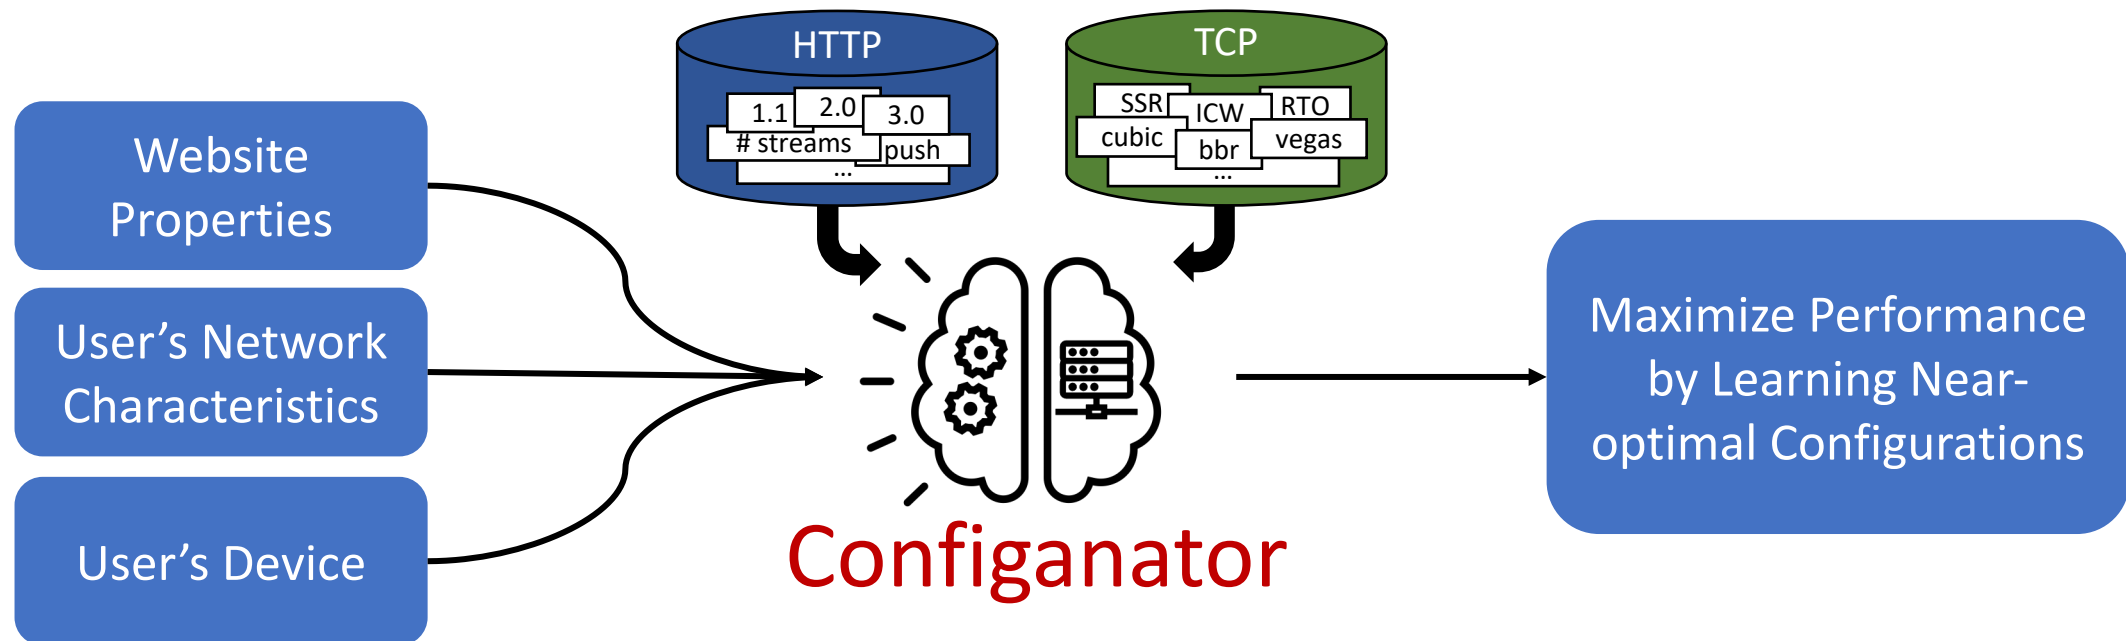 HTTP
1.1
2.0
3.0
# streams
push
...
TCP
SSR
ICW
RTO
cubic
bbr
vegas
...
Website
Properties
User’s Network
Characteristics
User’s Device
Configanator
Maximize Performance
by Learning Near-
optimal Configurations